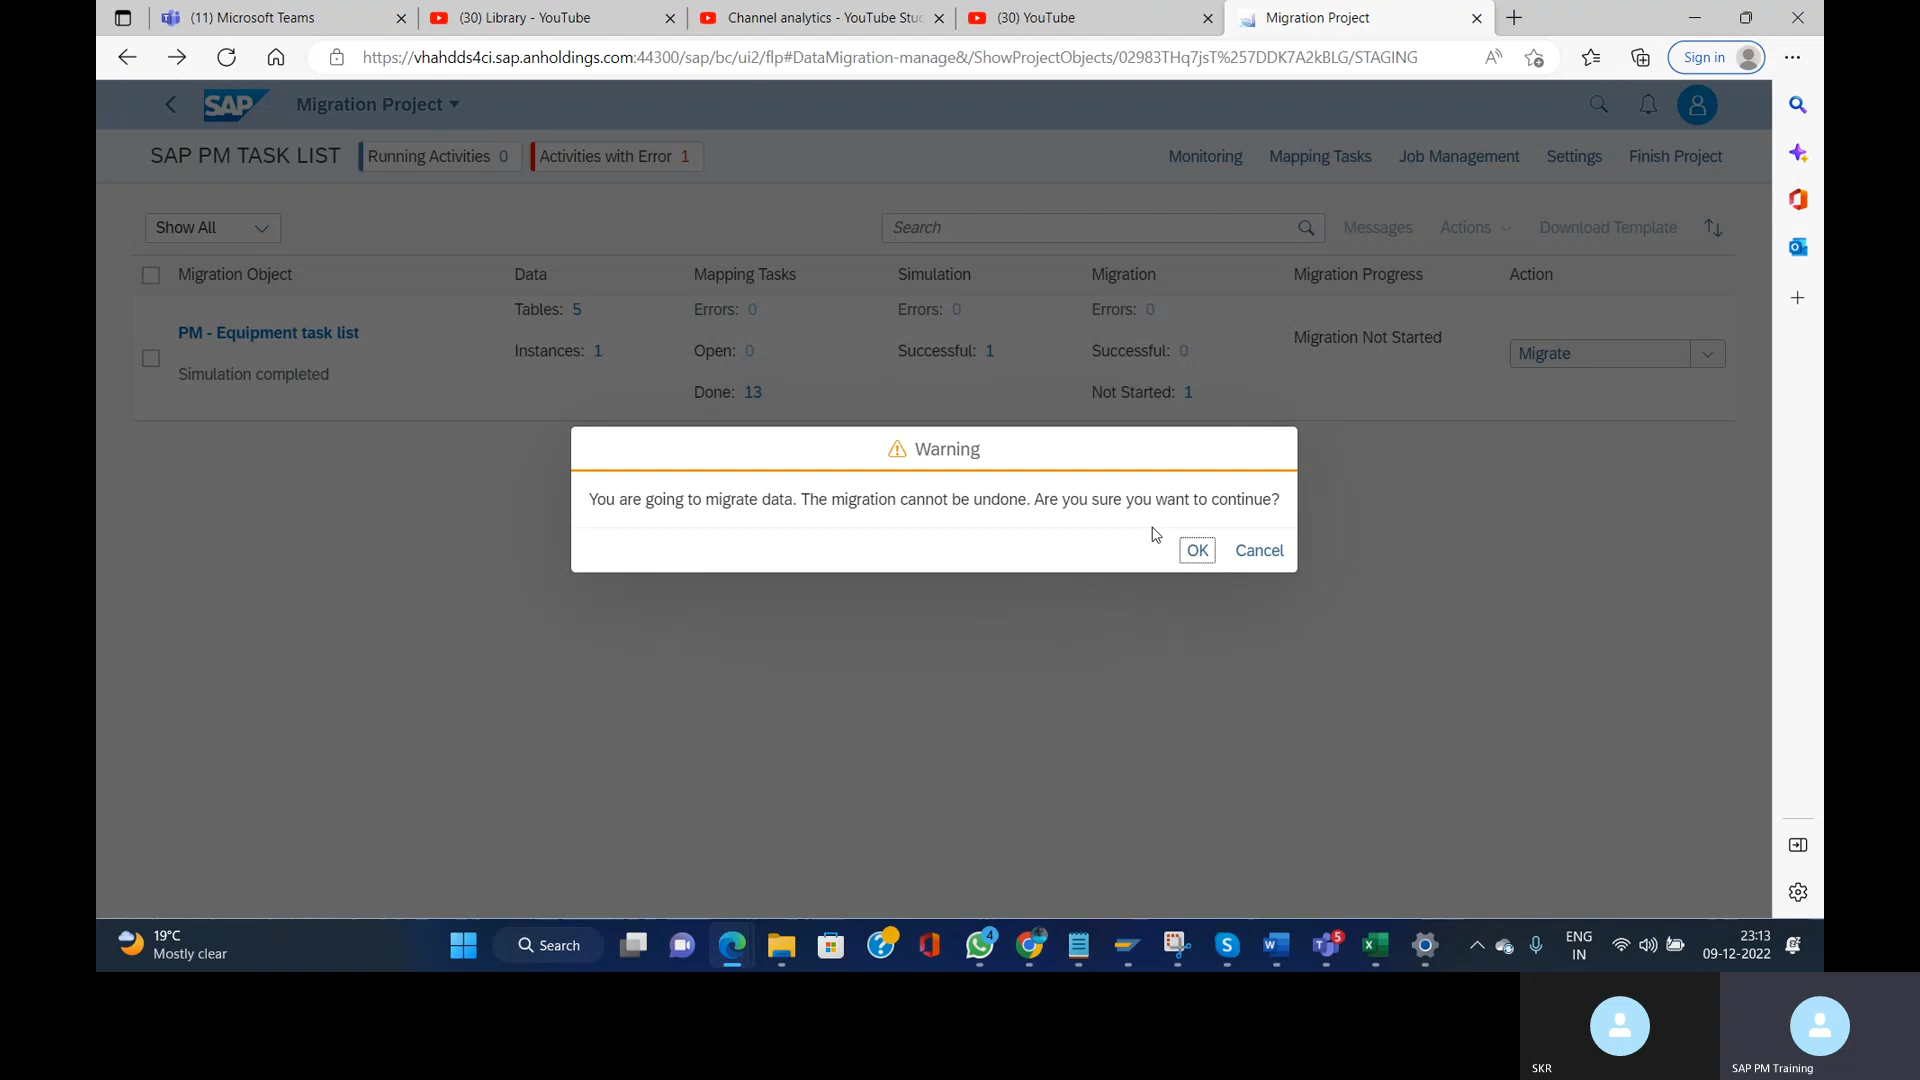 (11) Microsoft Teams
(30) Library - YouTube
Channel analytics - YouTube Stu
(30) YouTube
Migration Project
https://vhahdds4ci.sap.anholdings.com:44300/sap/bc/ui2/flp#DataMigration-manage&/ShowProjectObjects/02983THq7jsT%257DDK7A2kBLG/STAGING
Sign in
SAP
Migration Project
SAP PM TASK LIST
Running Activities 0
Activities with Error 1
Monitoring
Mapping Tasks
Job Management
Settings
Finish Project
Show All
Search
Messages
Actions
Download Template
Migration Object
Data
Mapping Tasks
Simulation
Migration
Migration Progress
Action
PM - Equipment task list
Simulation completed
Tables: 5
Instances: 1
Errors: 0
Open: 0
Done: 13
Errors: 0
Successful: 1
Errors: 0
Successful: 0
Not Started: 1
Migration Not Started
Migrate
Warning
You are going to migrate data. The migration cannot be undone. Are you sure you want to continue?
OK
Cancel
19°C
Mostly clear
Search
4
5
ENG
IN
23:13
09-12-2022
SKR
SAP PM Training